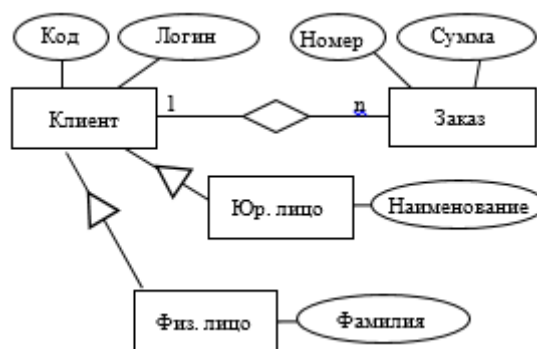 Код
Логин
Номер
Сумма
Клиент
1
n
Заказ
Юр. лицо
Наименование
Физ. лицо
Фамилия